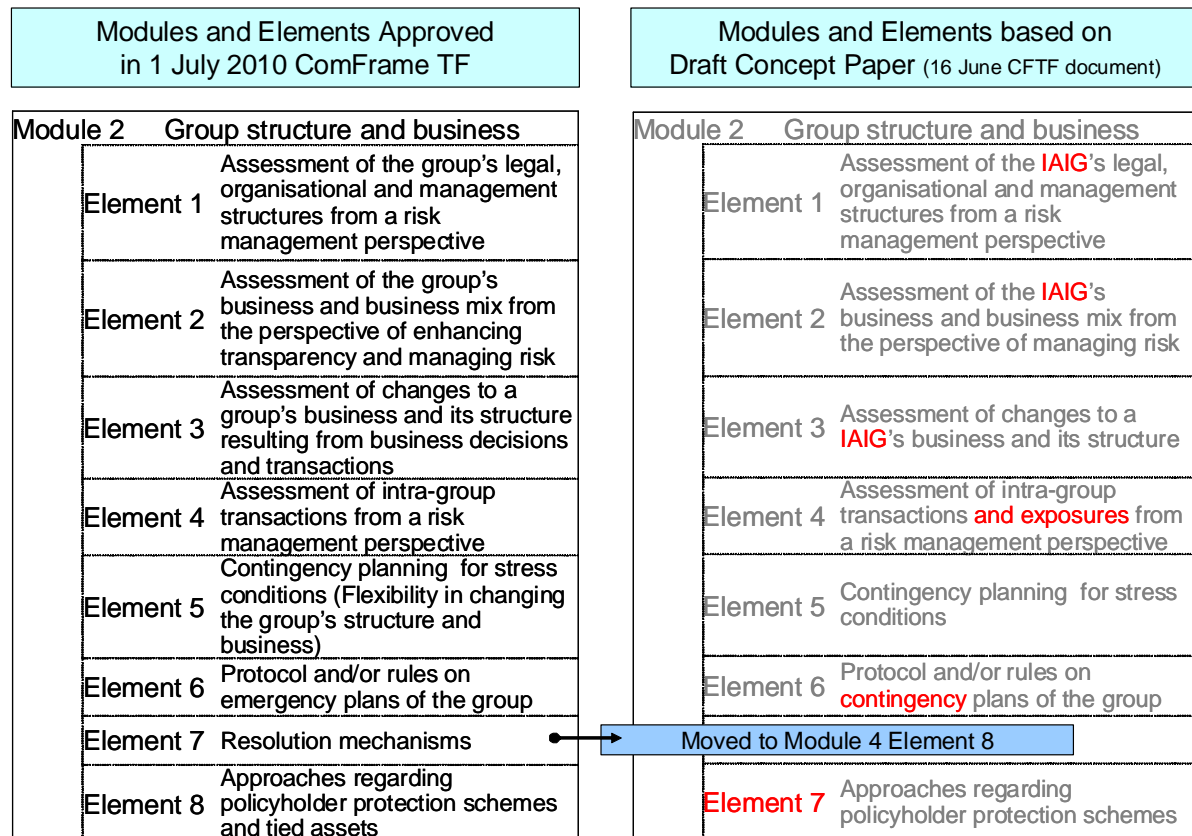 Modules and Elements Approved
in 1 July 2010 ComFrame TF
Module 2 Group structure and business
Element 1
Assessment of the group's legal,
organisational and management
structures from a risk
management perspective
Element 2
Assessment of the group's
business and business mix from
the perspective of enhancing
transparency and managing risk
Element 3
Assessment of changes to a
group's business and its structure
resulting from business decisions
and transactions
Element 4
Assessment of intra-group
transactions from a risk
management perspective
Element 5
Contingency planning for stress
conditions (Flexibility in changing
the group's structure and
business)
Element 6
Protocol and/or rules on
emergency plans of the group
Element 7 Resolution mechanisms
Element 8
Approaches regarding
policyholder protection schemes
and tied assets
Modules and Elements based on
Draft Concept Paper (16 June CFTF document)
Module 2 Group structure and business
Element 1
Assessment of the IAIG's legal,
organisational and management
structures from a risk
management perspective
Element 2
Assessment of the IAIG's
business and business mix from
the perspective of managing risk
Element 3
Assessment of changes to a
IAIG's business and its structure
Element 4
Assessment of intra-group
transactions and exposures from
a risk management perspective
Element 5
Contingency planning for stress
conditions
Element 6
Protocol and/or rules on
contingency plans of the group
Moved to Module 4 Element 8
Element 7
Approaches regarding
policyholder protection schemes